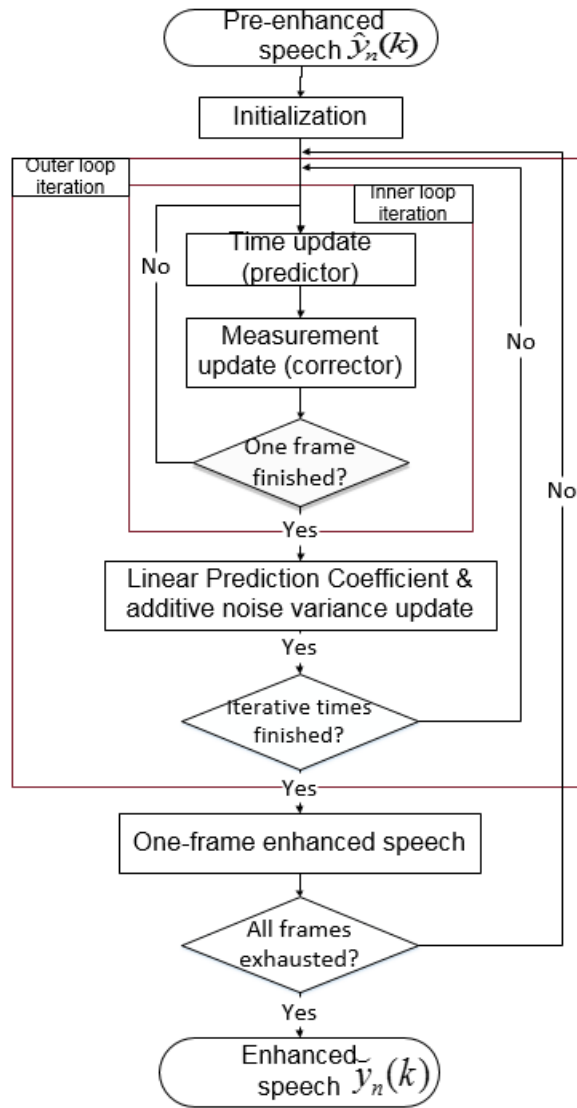 Pre-enhanced
speech ŷₙ(k)
Initialization
Outer loop
iteration
Inner loop
iteration
No
Time update
(predictor)
Measurement
update (corrector)
No
One frame
finished?
No
Yes
Linear Prediction Coefficient &
additive noise variance update
Yes
Iterative times
finished?
Yes
One-frame enhanced speech
All frames
exhausted?
Yes
Enhanced
speech y̆ₙ(k)